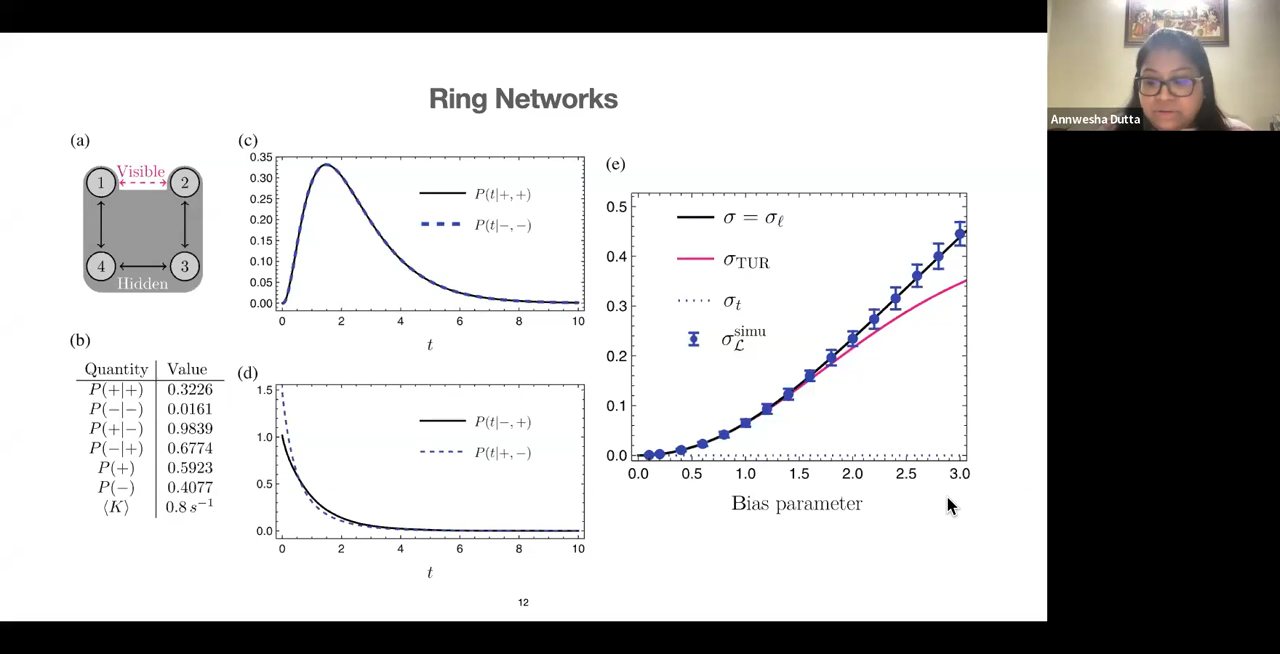 Ring Networks
Annwesha Dutta
(a)
Visible
1
2
4
3
Hidden
(b)
Quantity Value
P(+|+) 0.3226
P(−|−) 0.0161
P(+|−) 0.9839
P(−|+) 0.6774
P(+) 0.5923
P(−) 0.4077
⟨K⟩ 0.8 s⁻¹
(c)
0.35
0.30
0.25
0.20
0.15
0.10
0.05
0.00
P(t|+, +)
P(t|−, −)
0 2 4 6 8 10
t
(d)
1.5
1.0
0.5
0.0
P(t|−, +)
P(t|+, −)
0 2 4 6 8 10
t
(e)
0.5
0.4
0.3
0.2
0.1
0.0
σ = σ_ℓ
σ_TUR
σ_t
σ_ℒ^simu
0.0 0.5 1.0 1.5 2.0 2.5 3.0
Bias parameter
12